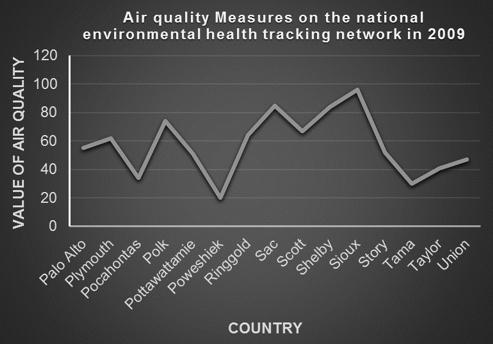 Air quality Measures on the national
environmental health tracking network in 2009
VALUE OF AIR QUALITY
120
100
80
60
40
20
0
Palo Alto
Plymouth
Pocahontas
Polk
Pottawattamie
Poweshiek
Ringgold
Sac
Scott
Shelby
Sioux
Story
Tama
Taylor
Union
COUNTRY